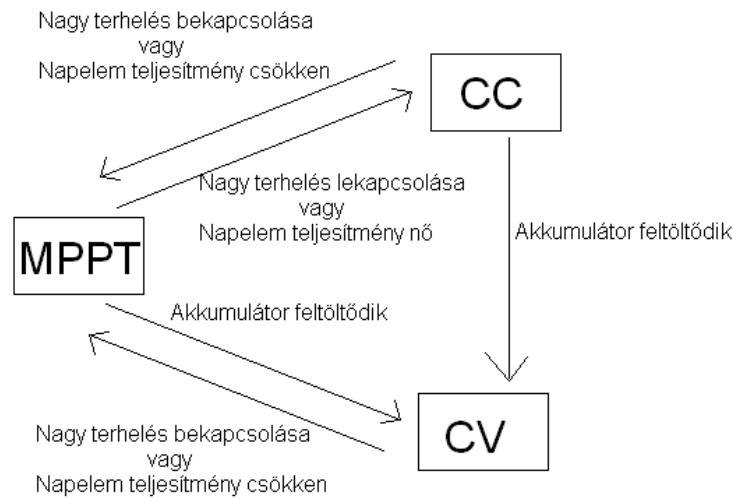 Nagy terhelés bekapcsolása
vagy
Napelem teljesítmény csökken
CC
Nagy terhelés lekapcsolása
vagy
Napelem teljesítmény nő
MPPT
Akkumulátor feltöltődik
Akkumulátor feltöltődik
CV
Nagy terhelés bekapcsolása
vagy
Napelem teljesítmény csökken